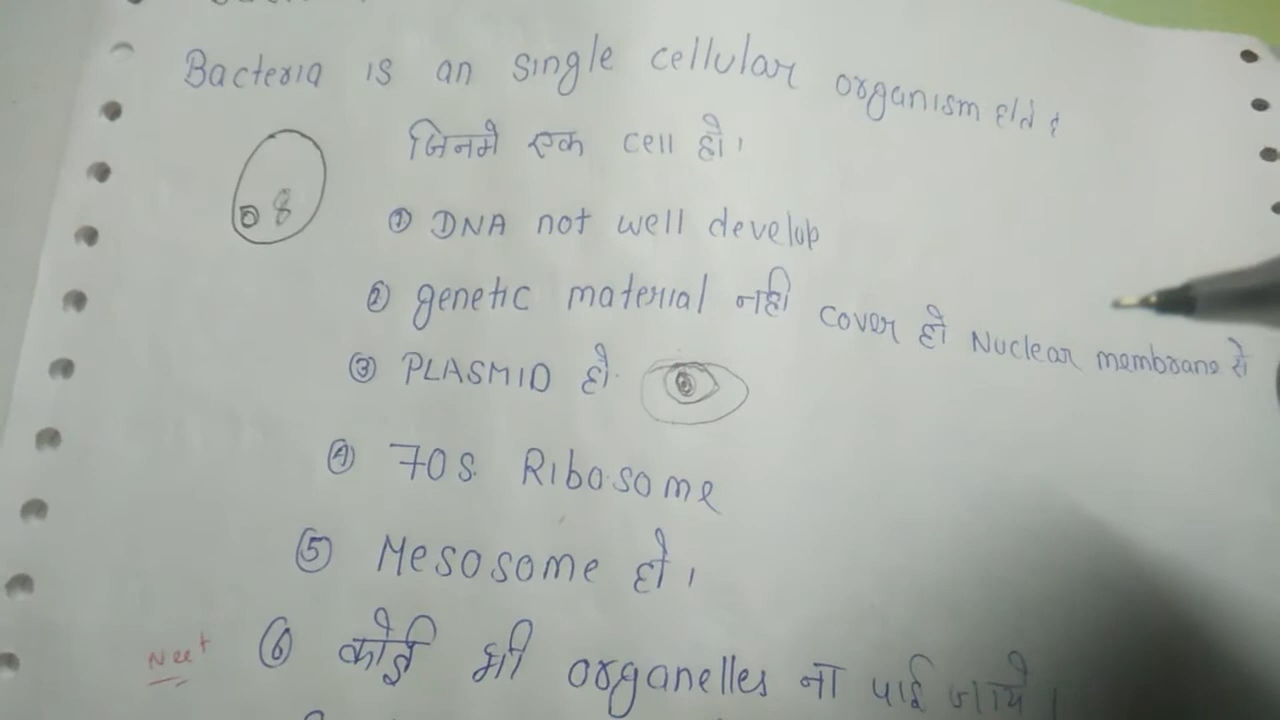 Bacteria is an single cellular organism होते है
जिनमे एक cell हो।
① DNA not well develop
② genetic material नही cover हो Nuclear membrane से
③ PLASMID हो
④ 70S Ribosome
⑤ Mesosome हो।
Neet ⑥ कोई भी organelles ना पाई जाये।